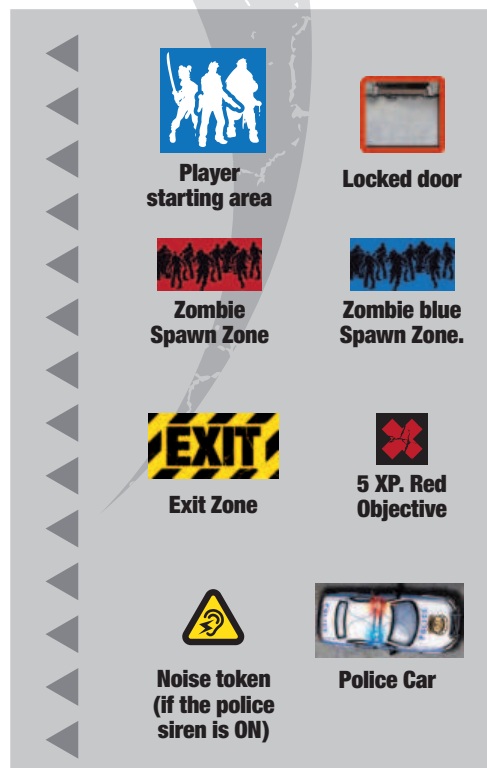 Player
starting area
Locked door
Zombie
Spawn Zone
Zombie blue
Spawn Zone.
EXIT
Exit Zone
5 XP. Red
Objective
Noise token
(if the police
siren is ON)
Police Car